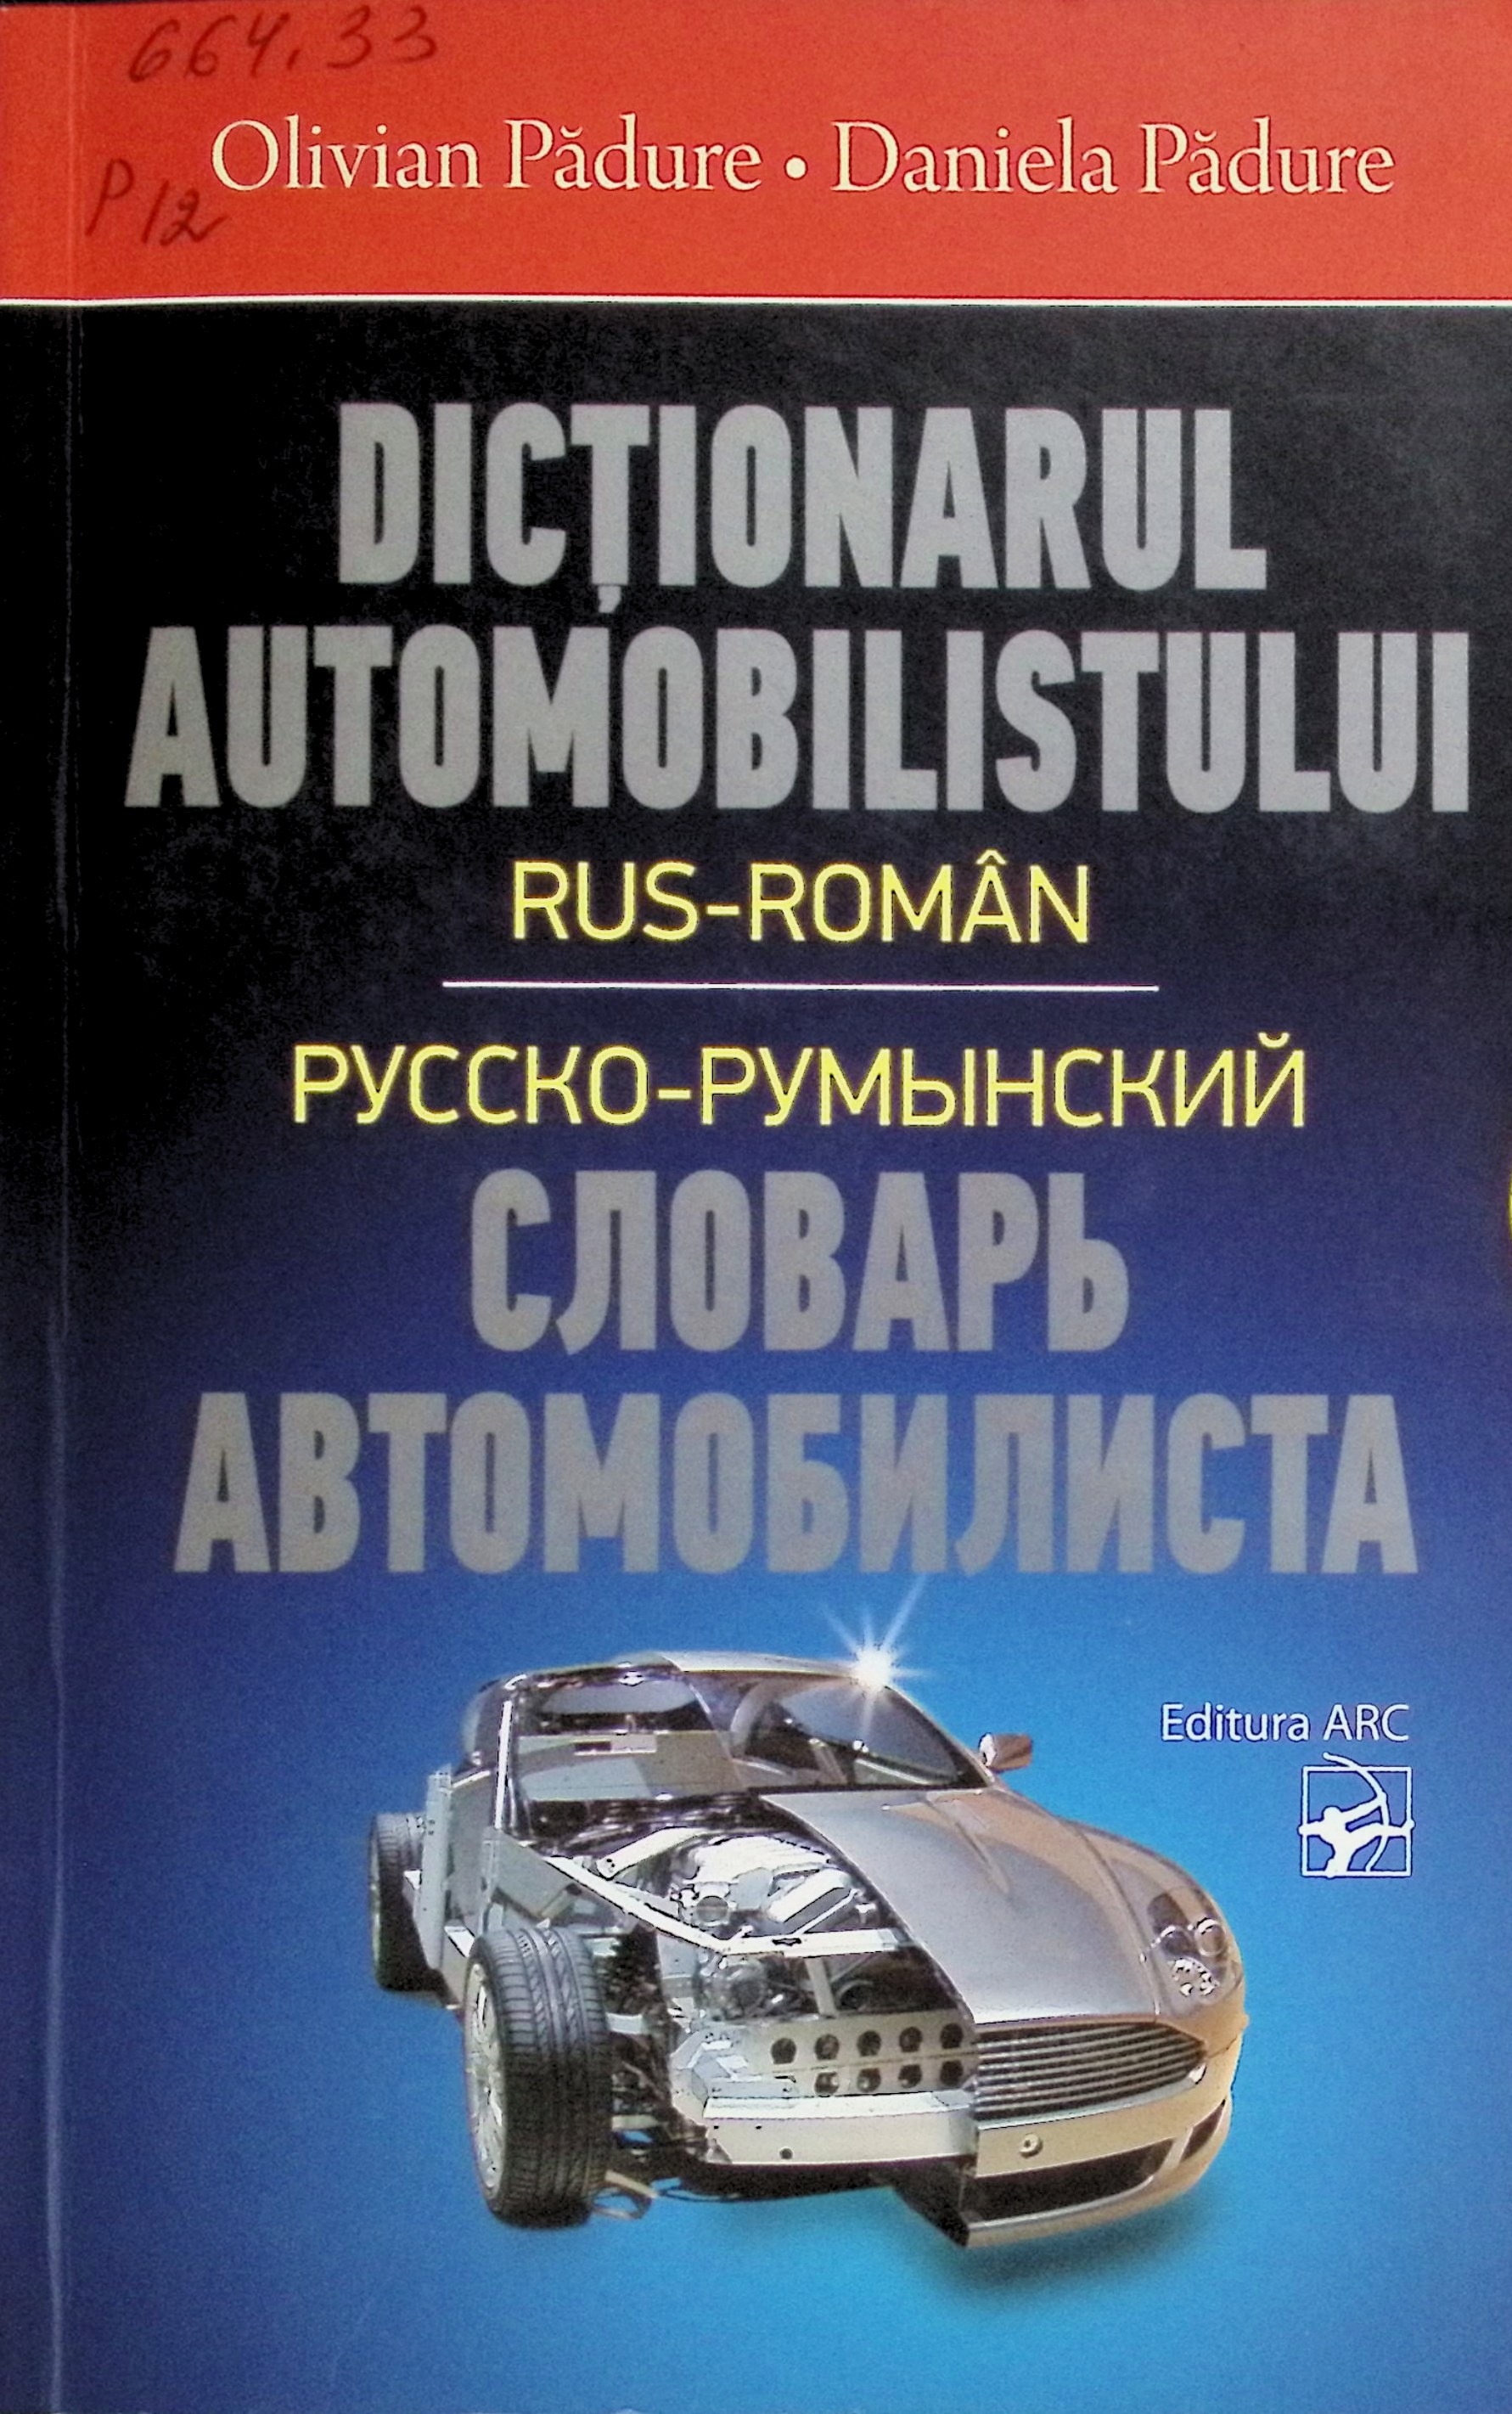 664.33
Olivian Pădure • Daniela Pădure
P12
DICȚIONARUL
AUTOMOBILISTULUI
RUS-ROMÂN
РУССКО-РУМЫНСКИЙ
СЛОВАРЬ
АВТОМОБИЛИСТА
Editura ARC